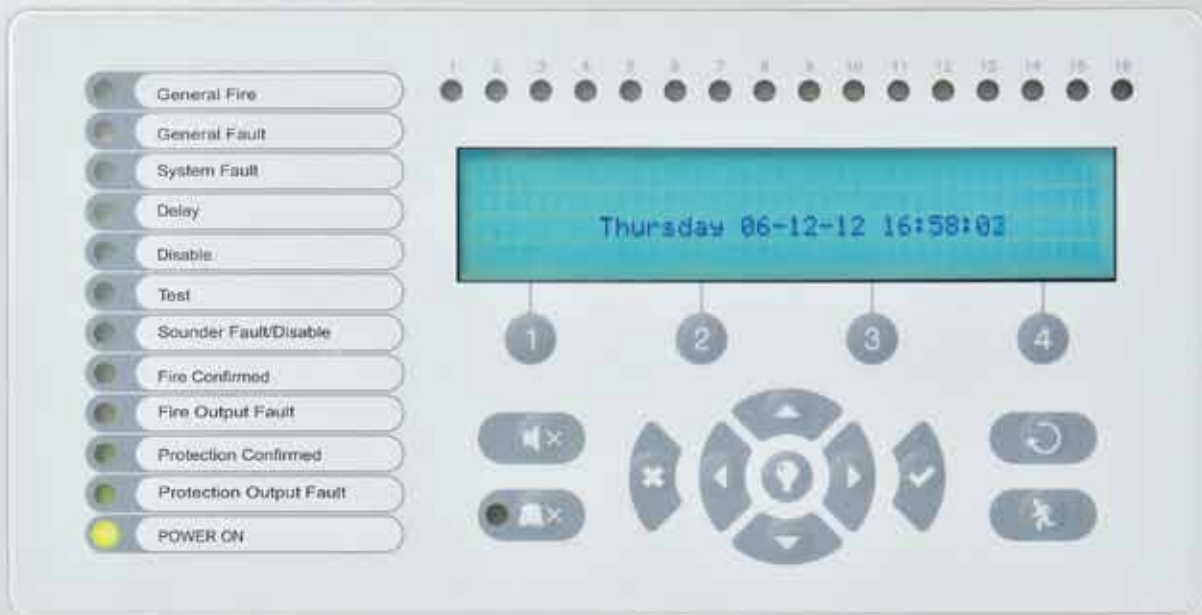 1 2 3 4 5 6 7 8 9 10 11 12 13 14 15 16
General Fire
General Fault
System Fault
Delay
Disable
Test
Sounder Fault/Disable
Fire Confirmed
Fire Output Fault
Protection Confirmed
Protection Output Fault
POWER ON
Thursday 06-12-12 16:58:03
1 2 3 4